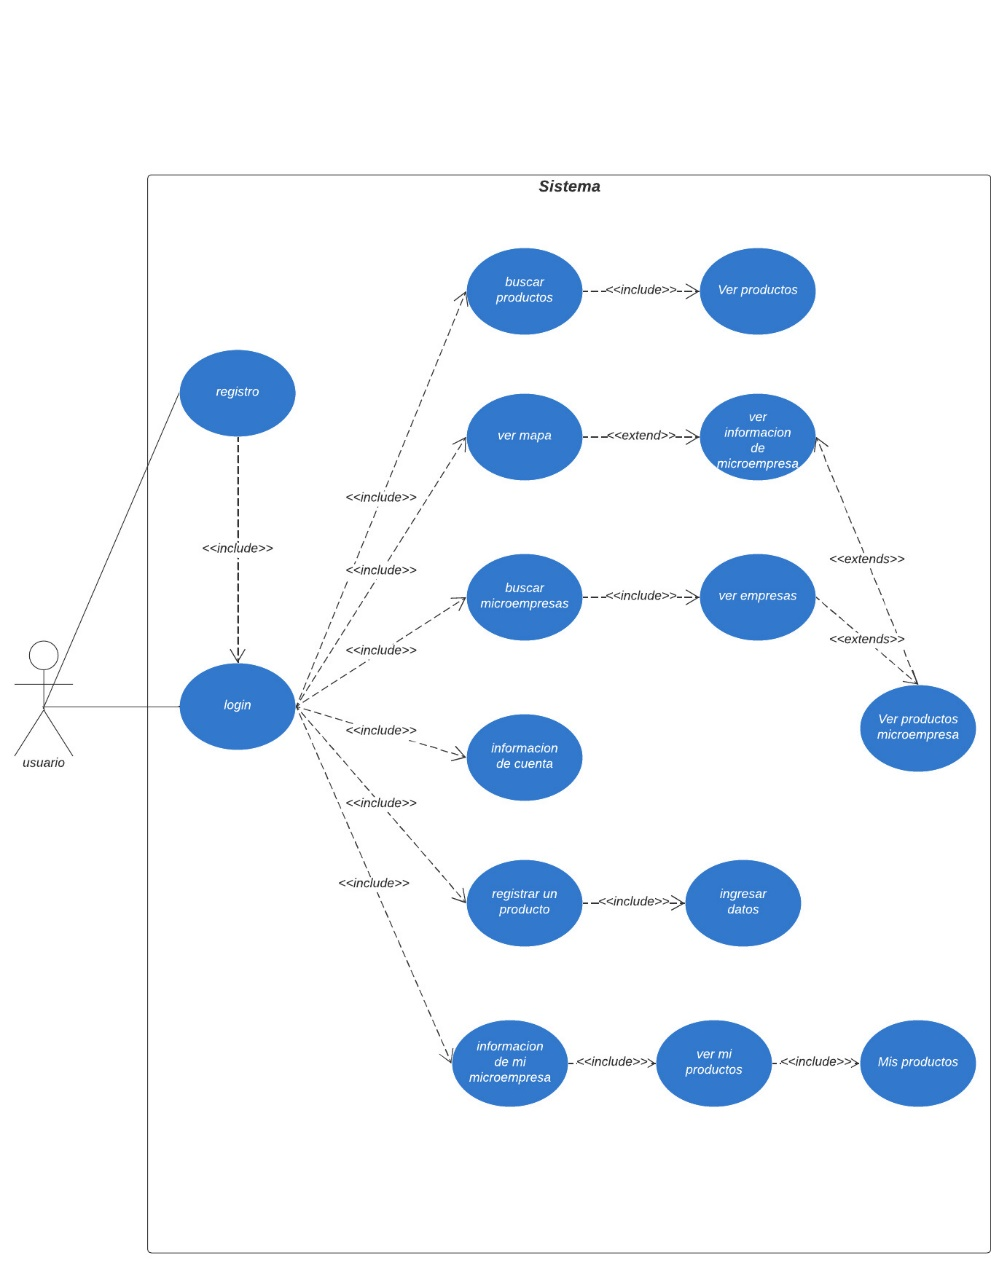 Sistema
buscar
productos
<<include>>
Ver productos
registro
ver mapa
<<extend>>
ver
informacion
de
microempresa
<<include>>
<<include>>
<<include>>
<<extends>>
buscar
microempresas
<<include>>
ver empresas
<<include>>
<<extends>>
login
usuario
<<include>>
informacion
de cuenta
Ver productos
microempresa
<<include>>
<<include>>
registrar un
producto
<<include>>
ingresar
datos
informacion
de mi
microempresa
<<include>>
ver mi
productos
<<include>>
Mis productos